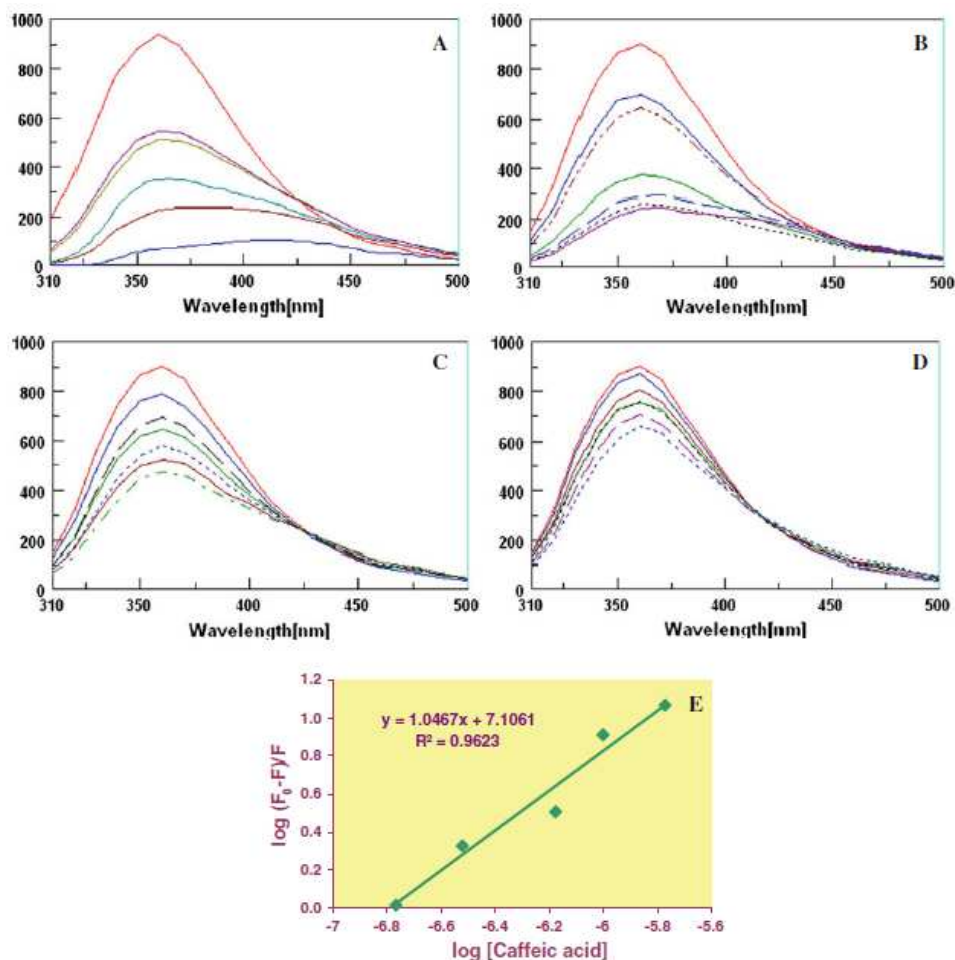 A
1000
800
600
400
200
0
310 350 400 450 500
Wavelength[nm]
B
1000
800
600
400
200
0
310 350 400 450 500
Wavelength[nm]
C
1000
800
600
400
200
0
310 350 400 450 500
Wavelength[nm]
D
1000
800
600
400
200
0
310 350 400 450 500
Wavelength[nm]
E
y = 1.0467x + 7.1061
R² = 0.9623
log (F₀-F)/F
1.2
1.0
0.8
0.6
0.4
0.2
0.0
-7 -6.8 -6.6 -6.4 -6.2 -6 -5.8 -5.6
log [Caffeic acid]